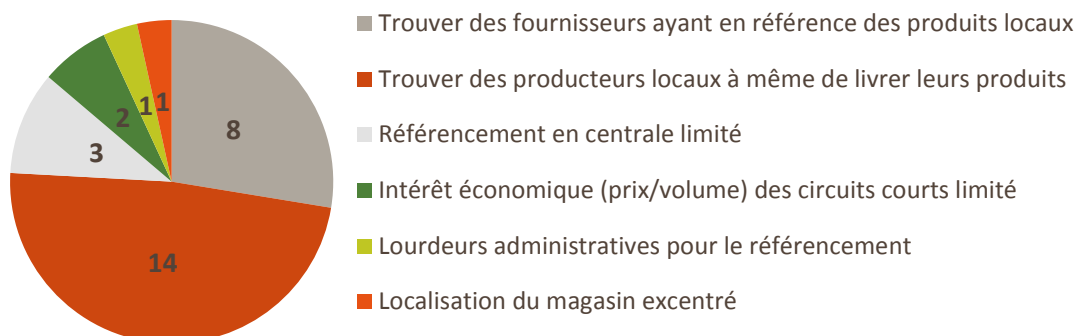 Trouver des fournisseurs ayant en référence des produits locaux
Trouver des producteurs locaux à même de livrer leurs produits
Référencement en centrale limité
Intérêt économique (prix/volume) des circuits courts limité
Lourdeurs administratives pour le référencement
Localisation du magasin excentré
8
14
3
2
1
1